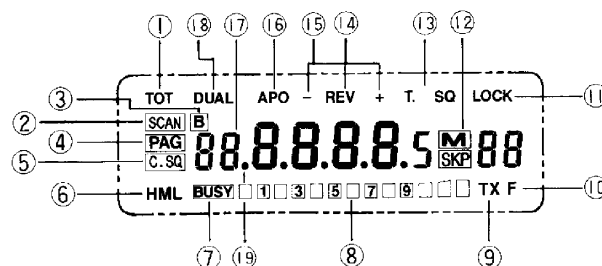 ① ⑱ ⑰ ⑯ ⑮ ⑭ ⑬ ⑫
TOT DUAL APO − REV + T. SQ LOCK ⑪
③ ② SCAN B
④ PAG 88.8.8.8.8.5 M 88
⑤ C.SQ SKP
⑥ HML BUSY 1 3 5 7 9 TX F ⑩
⑦ ⑲ ⑧ ⑨